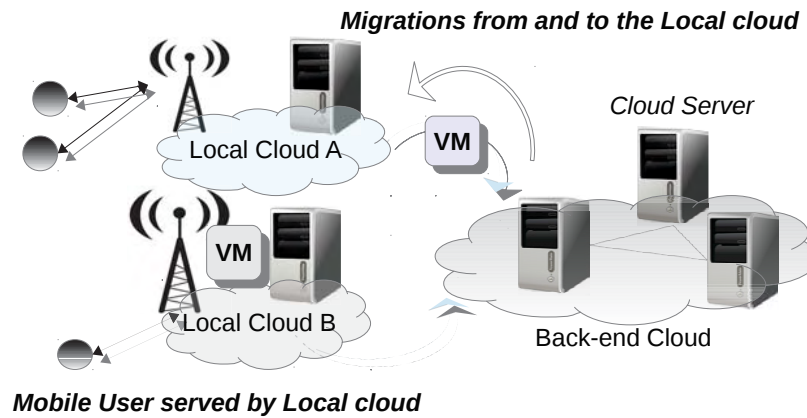 Migrations from and to the Local cloud
Cloud Server
Local Cloud A
VM
VM
Local Cloud B
Back-end Cloud
Mobile User served by Local cloud